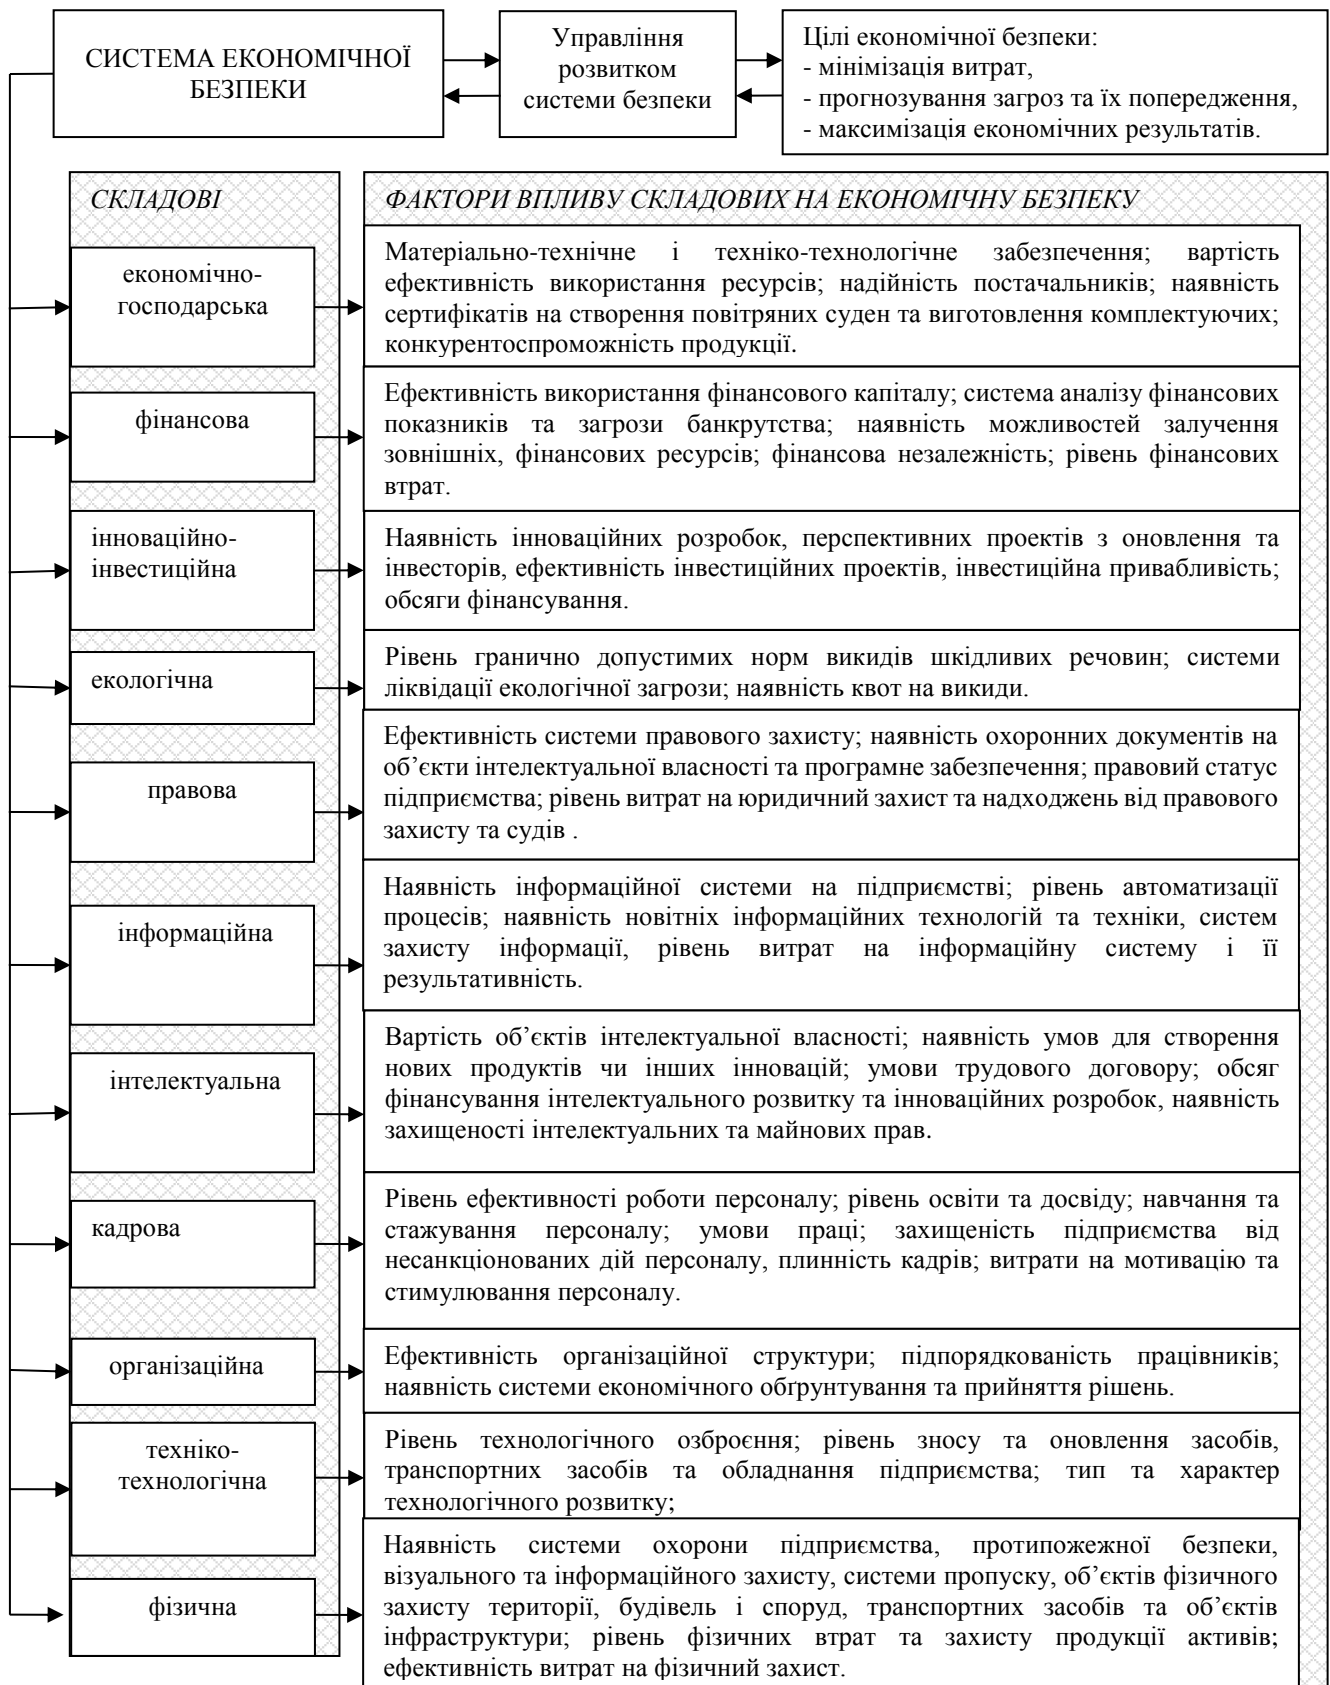 СИСТЕМА ЕКОНОМІЧНОЇ
БЕЗПЕКИ
Управління
розвитком
системи безпеки
Цілі економічної безпеки:
- мінімізація витрат,
- прогнозування загроз та їх попередження,
- максимізація економічних результатів.
СКЛАДОВІ
ФАКТОРИ ВПЛИВУ СКЛАДОВИХ НА ЕКОНОМІЧНУ БЕЗПЕКУ
економічно-
господарська
Матеріально-технічне і техніко-технологічне забезпечення; вартість
ефективність використання ресурсів; надійність постачальників; наявність
сертифікатів на створення повітряних суден та виготовлення комплектуючих;
конкурентоспроможність продукції.
фінансова
Ефективність використання фінансового капіталу; система аналізу фінансових
показників та загрози банкрутства; наявність можливостей залучення
зовнішніх, фінансових ресурсів; фінансова незалежність; рівень фінансових
втрат.
інноваційно-
інвестиційна
Наявність інноваційних розробок, перспективних проектів з оновлення та
інвесторів, ефективність інвестиційних проектів, інвестиційна привабливість;
обсяги фінансування.
екологічна
Рівень гранично допустимих норм викидів шкідливих речовин; системи
ліквідації екологічної загрози; наявність квот на викиди.
правова
Ефективність системи правового захисту; наявність охоронних документів на
об’єкти інтелектуальної власності та програмне забезпечення; правовий статус
підприємства; рівень витрат на юридичний захист та надходжень від правового
захисту та судів .
інформаційна
Наявність інформаційної системи на підприємстві; рівень автоматизації
процесів; наявність новітніх інформаційних технологій та техніки, систем
захисту інформації, рівень витрат на інформаційну систему і її
результативність.
інтелектуальна
Вартість об’єктів інтелектуальної власності; наявність умов для створення
нових продуктів чи інших інновацій; умови трудового договору; обсяг
фінансування інтелектуального розвитку та інноваційних розробок, наявність
захищеності інтелектуальних та майнових прав.
кадрова
Рівень ефективності роботи персоналу; рівень освіти та досвіду; навчання та
стажування персоналу; умови праці; захищеність підприємства від
несанкціонованих дій персоналу, плинність кадрів; витрати на мотивацію та
стимулювання персоналу.
організаційна
Ефективність організаційної структури; підпорядкованість працівників;
наявність системи економічного обґрунтування та прийняття рішень.
техніко-
технологічна
Рівень технологічного озброєння; рівень зносу та оновлення засобів,
транспортних засобів та обладнання підприємства; тип та характер
технологічного розвитку;
фізична
Наявність системи охорони підприємства, протипожежної безпеки,
візуального та інформаційного захисту, системи пропуску, об’єктів фізичного
захисту території, будівель і споруд, транспортних засобів та об’єктів
інфраструктури; рівень фізичних втрат та захисту продукції активів;
ефективність витрат на фізичний захист.